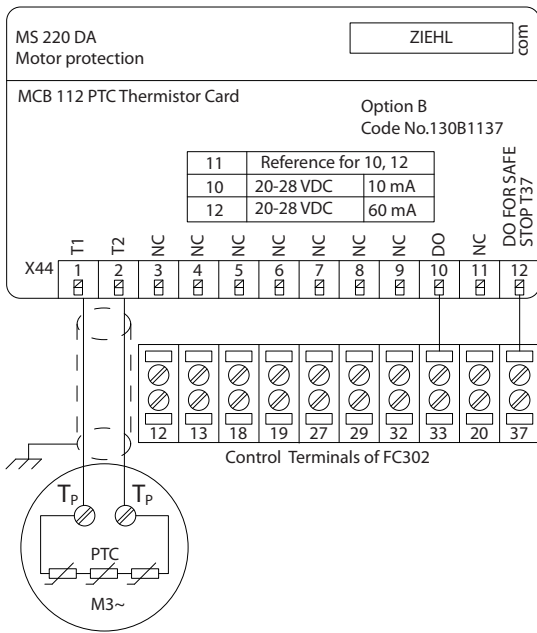 MS 220 DA
Motor protection
ZIEHL
com
MCB 112 PTC Thermistor Card
Option B
Code No.130B1137
11 Reference for 10, 12
10 20-28 VDC 10 mA
12 20-28 VDC 60 mA
T1 T2 NC NC NC NC NC NC NC DO NC DO FOR SAFE
STOP T37
X44 1 2 3 4 5 6 7 8 9 10 11 12
12 13 18 19 27 29 32 33 20 37
Control Terminals of FC302
TP TP
PTC
M3~